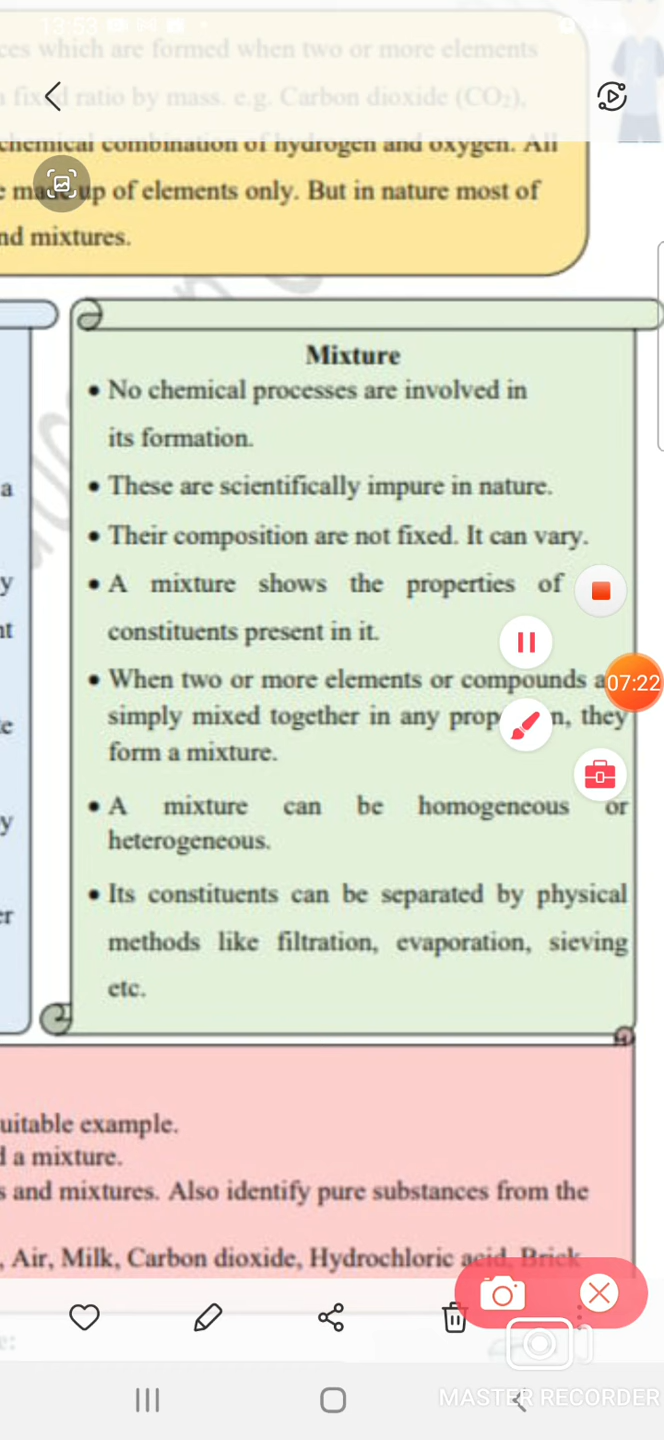 13:53
ces which are formed when two or more elements
fixed ratio by mass. e.g. Carbon dioxide (CO₂),
chemical combination of hydrogen and oxygen. All
made up of elements only. But in nature most of
nd mixtures.
Mixture
• No chemical processes are involved in
its formation.
a
• These are scientifically impure in nature.
• Their composition are not fixed. It can vary.
y
• A mixture shows the properties of
nt
constituents present in it.
• When two or more elements or compounds a
07:22
e
simply mixed together in any prop n, they
form a mixture.
• A mixture can be homogeneous or
y
heterogeneous.
• Its constituents can be separated by physical
er
methods like filtration, evaporation, sieving
etc.
uitable example.
d a mixture.
s and mixtures. Also identify pure substances from the
, Air, Milk, Carbon dioxide, Hydrochloric acid, Brick
e:
MASTER RECORDER